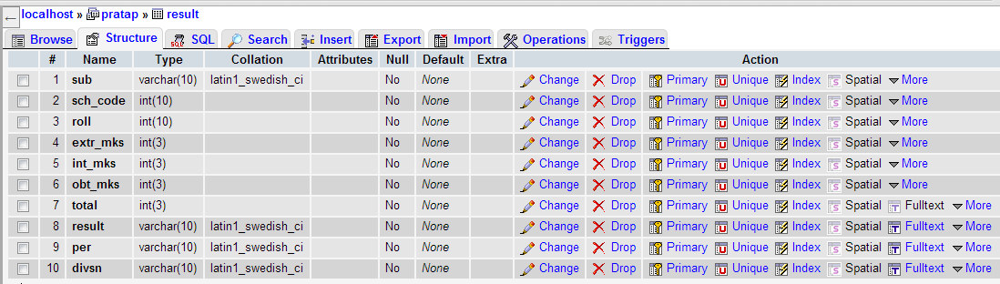 localhost » pratap » result
Browse Structure SQL Search Insert Export Import Operations Triggers
# Name Type Collation Attributes Null Default Extra Action
1 sub varchar(10) latin1_swedish_ci No None Change Drop Primary Unique Index Spatial More
2 sch_code int(10) No None Change Drop Primary Unique Index Spatial More
3 roll int(10) No None Change Drop Primary Unique Index Spatial More
4 extr_mks int(3) No None Change Drop Primary Unique Index Spatial More
5 int_mks int(3) No None Change Drop Primary Unique Index Spatial More
6 obt_mks int(3) No None Change Drop Primary Unique Index Spatial More
7 total int(3) No None Change Drop Primary Unique Index Spatial Fulltext More
8 result varchar(10) latin1_swedish_ci No None Change Drop Primary Unique Index Spatial Fulltext More
9 per varchar(10) latin1_swedish_ci No None Change Drop Primary Unique Index Spatial Fulltext More
10 divsn varchar(10) latin1_swedish_ci No None Change Drop Primary Unique Index Spatial Fulltext More